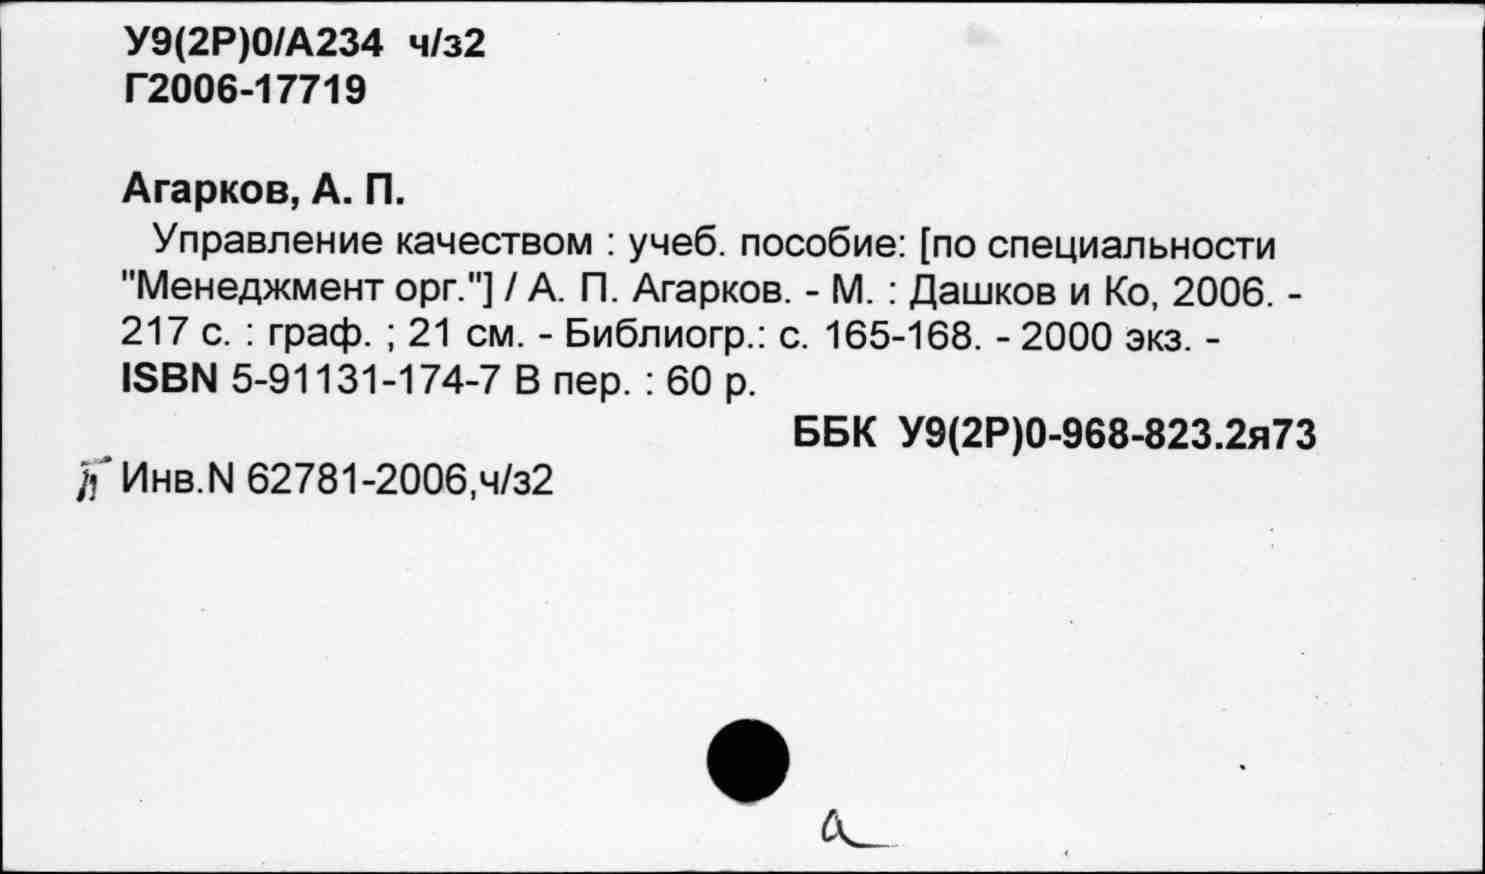 У9(2Р)0/А234 ч/з2
Г2006-17719
Агарков, А. П.
Управление качеством : учеб. пособие: [по специальности
"Менеджмент орг."] / А. П. Агарков. - М. : Дашков и Ко, 2006. -
217 с. : граф. ; 21 см. - Библиогр.: с. 165-168. - 2000 экз. -
ISBN 5-91131-174-7 В пер. : 60 р.
ББК У9(2Р)0-968-823.2я73
Инв.N 62781-2006,ч/з2
а